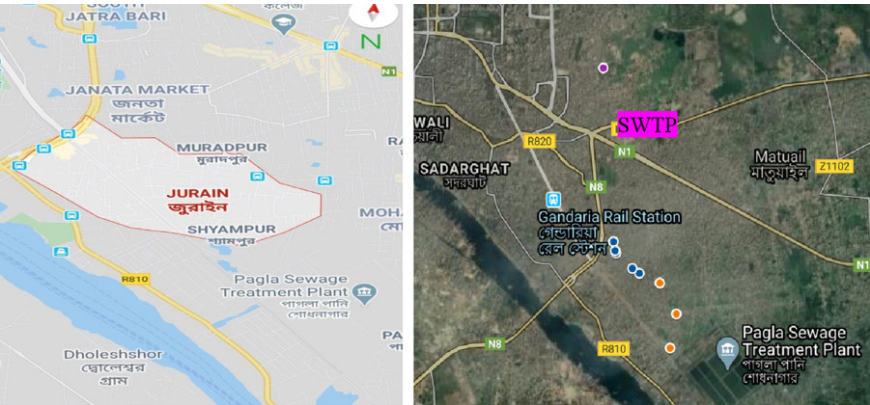 SOUTH
JATRA BARI
কলেজ
N
N1
JANATA MARKET
জনতা
মার্কেট
MURADPUR
মুরাদপুর
JURAIN
জুরাইন
SHYAMPUR
শ্যামপুর
MOHA
R810
Pagla Sewage
Treatment Plant
পাগলা পানি
শোধনাগার
PA
Dholeshshor
ধোলেশ্বর
গ্রাম
SWTP
R820
N1
WALI
য়ালী
SADARGHAT
সদরঘাট
Matuail
মাতুয়াইল
Z1102
N8
Gandaria Rail Station
গেন্ডারিয়া
রেল স্টেশন
N1
N8
R810
Pagla Sewage
Treatment Plant
পাগলা পানি
শোধনাগার